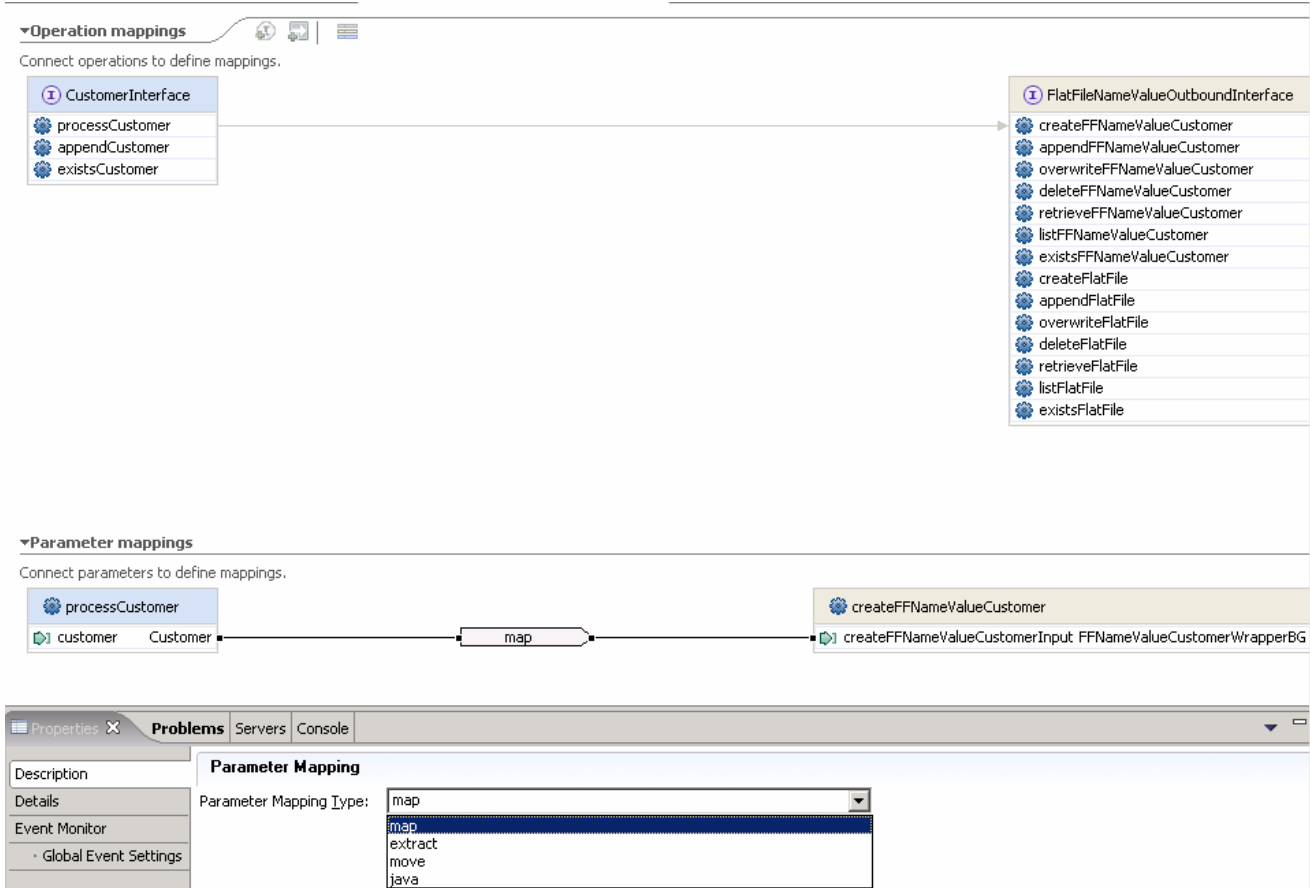 Operation mappings
Connect operations to define mappings.
CustomerInterface
processCustomer
appendCustomer
existsCustomer
FlatFileNameValueOutboundInterface
createFFNameValueCustomer
appendFFNameValueCustomer
overwriteFFNameValueCustomer
deleteFFNameValueCustomer
retrieveFFNameValueCustomer
listFFNameValueCustomer
existsFFNameValueCustomer
createFlatFile
appendFlatFile
overwriteFlatFile
deleteFlatFile
retrieveFlatFile
listFlatFile
existsFlatFile
Parameter mappings
Connect parameters to define mappings.
processCustomer
customer Customer
map
createFFNameValueCustomer
createFFNameValueCustomerInput FFNameValueCustomerWrapperBG
Properties Problems Servers Console
Description
Details
Event Monitor
Global Event Settings
Parameter Mapping
Parameter Mapping Type: map
map
extract
move
java